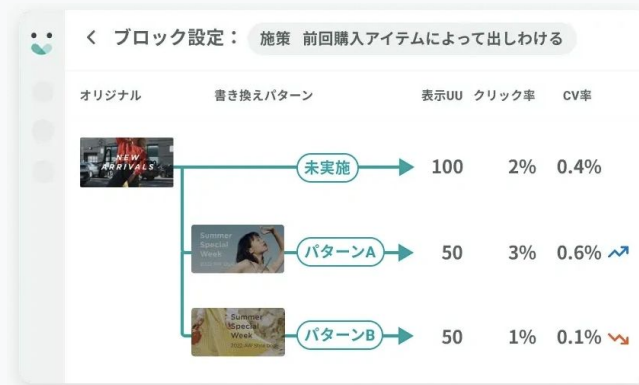 ブロック設定： 施策 前回購入アイテムによって出しわける
オリジナル 書き換えパターン 表示UU クリック率 CV率
NEW
ARRIVALS
未実施 100 2% 0.4%
Summer
Special
Week
パターンA 50 3% 0.6%
Summer
Special
Week
パターンB 50 1% 0.1%